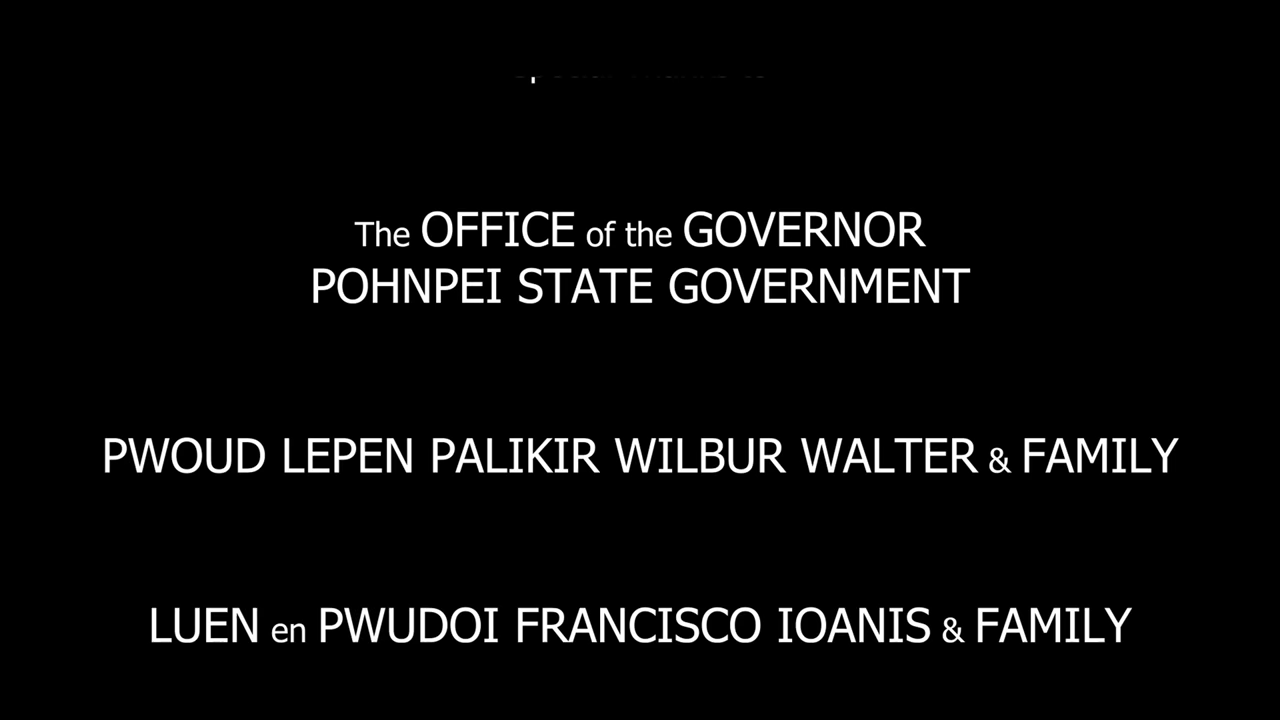 The OFFICE of the GOVERNOR
POHNPEI STATE GOVERNMENT
PWOUD LEPEN PALIKIR WILBUR WALTER & FAMILY
LUEN en PWUDOI FRANCISCO IOANIS & FAMILY